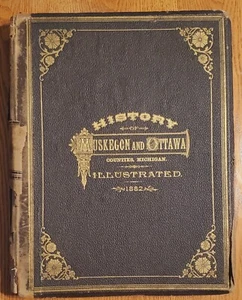 HISTORY
OF
MUSKEGON AND OTTAWA
COUNTIES, MICHIGAN.
ILLUSTRATED.
1882